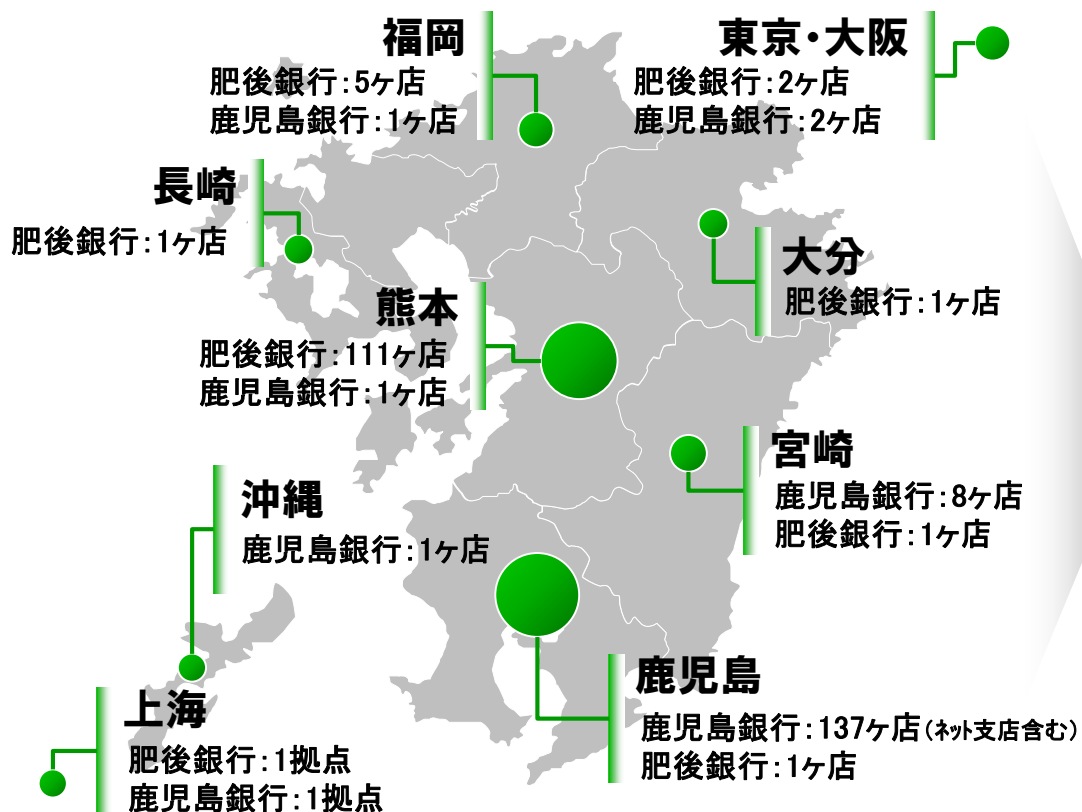 福岡
肥後銀行：5ヶ店
鹿児島銀行：1ヶ店
東京・大阪
肥後銀行：2ヶ店
鹿児島銀行：2ヶ店
長崎
肥後銀行：1ヶ店
大分
肥後銀行：1ヶ店
熊本
肥後銀行：111ヶ店
鹿児島銀行：1ヶ店
宮崎
鹿児島銀行：8ヶ店
肥後銀行：1ヶ店
沖縄
鹿児島銀行：1ヶ店
鹿児島
鹿児島銀行：137ヶ店（ネット支店含む）
肥後銀行：1ヶ店
上海
肥後銀行：1拠点
鹿児島銀行：1拠点